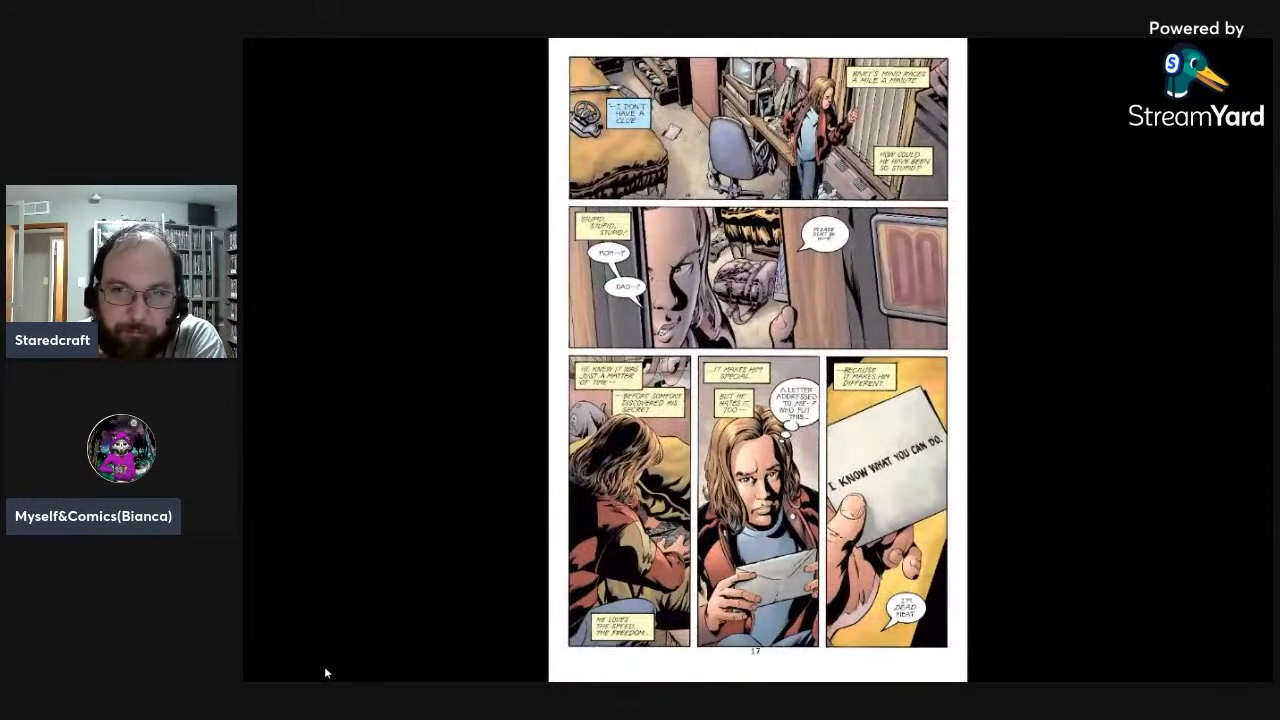 Powered by
StreamYard
Staredcraft
Myself&Comics(Bianca)
BART'S MIND RACES
A MILE A MINUTE.
--I DON'T
HAVE A
CLUE
HOW COULD
HE HAVE BEEN
SO STUPID?
STUPID,
STUPID,
STUPID!
MOM--?
DAD--?
PLEASE
DON'T BE
HE KNEW IT WAS
JUST A MATTER
OF TIME--
--BEFORE SOMEONE
DISCOVERED HIS
SECRET.
HE LOVES
THE SPEED,
THE FREEDOM...
...IT MAKES HIM
SPECIAL.
BUT HE
HATES IT,
TOO--
A LETTER
ADDRESSED
TO ME-?
WHO PUT
THIS...
--BECAUSE
IT MAKES HIM
DIFFERENT.
I KNOW WHAT YOU CAN DO.
I'M
DEAD
MEAT.
17